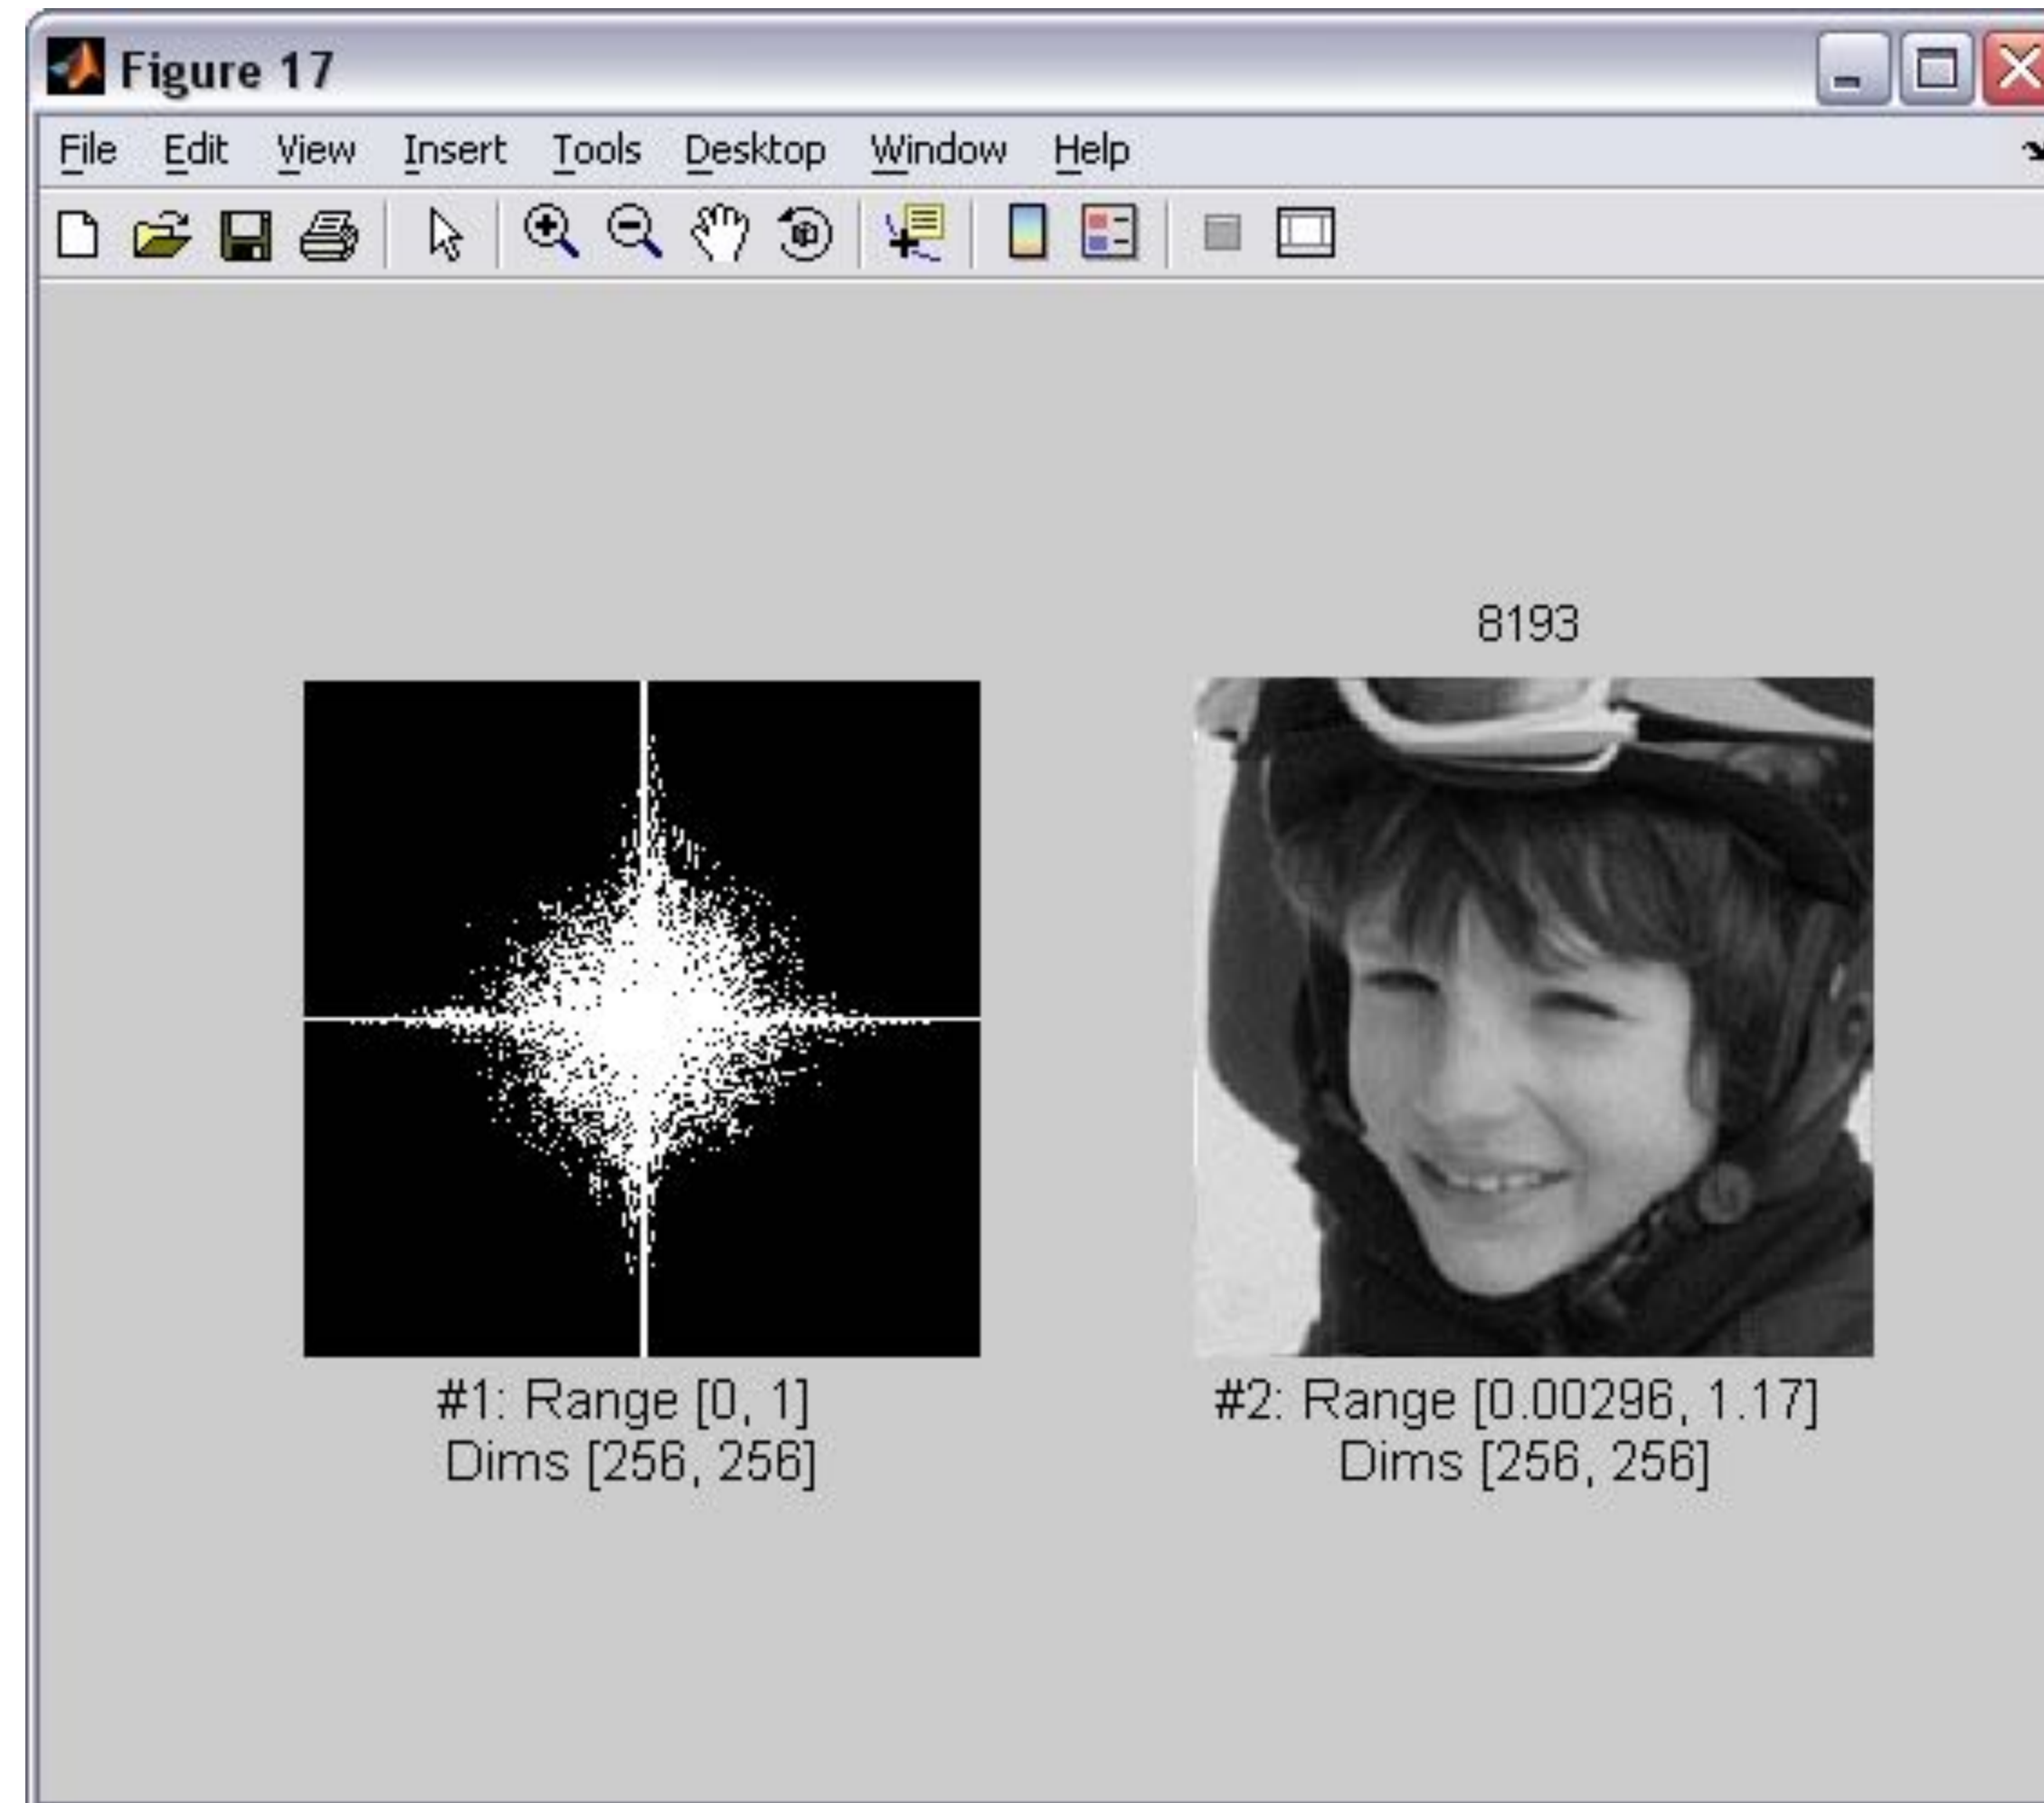 Figure 17
File Edit View Insert Tools Desktop Window Help
8193
#1: Range [0, 1]
Dims [256, 256]
#2: Range [0.00296, 1.17]
Dims [256, 256]